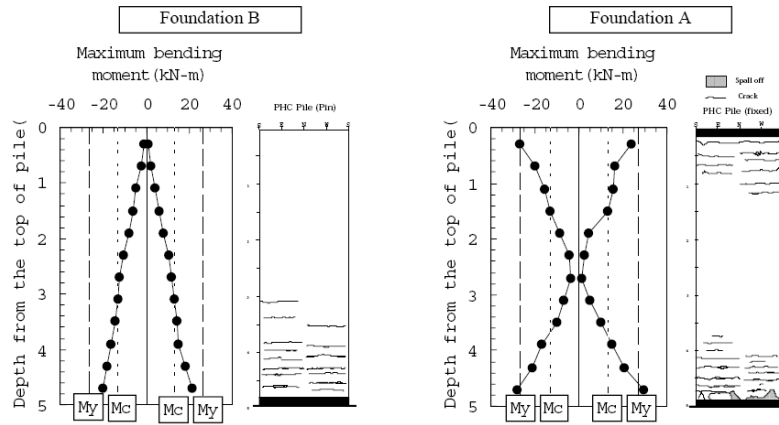 Foundation B
Maximum bending
moment(kN-m)
-40 -20 0 20 40
PHC Pile (Pin)
S E N W S
Depth from the top of pile(
0
1
2
3
4
5
My Mc Mc My
Foundation A
Maximum bending
moment(kN-m)
-40 -20 0 20 40
Spall off
Crack
PHC Pile (fixed)
S E N W
Depth from the top of pile(
0
1
2
3
4
5
My Mc Mc My